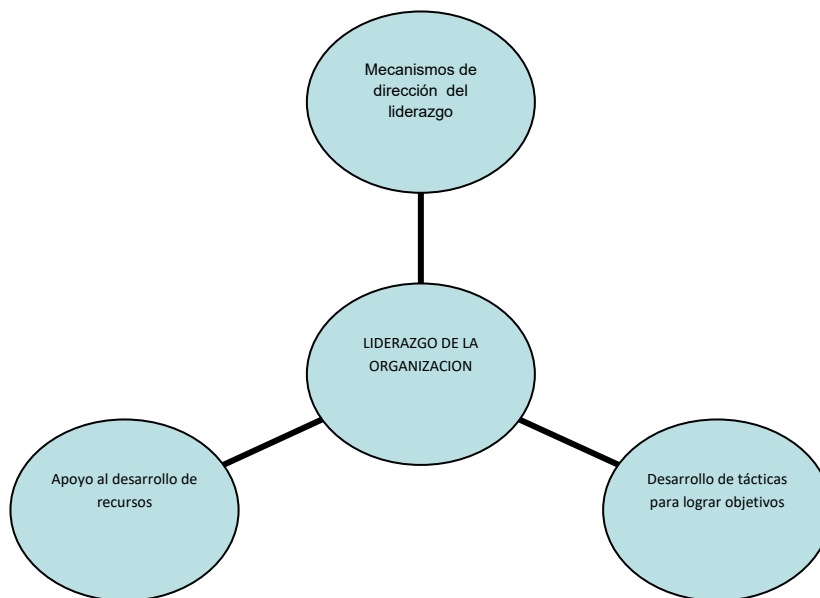 Mecanismos de
dirección del
liderazgo
LIDERAZGO DE LA
ORGANIZACION
Apoyo al desarrollo de
recursos
Desarrollo de tácticas
para lograr objetivos